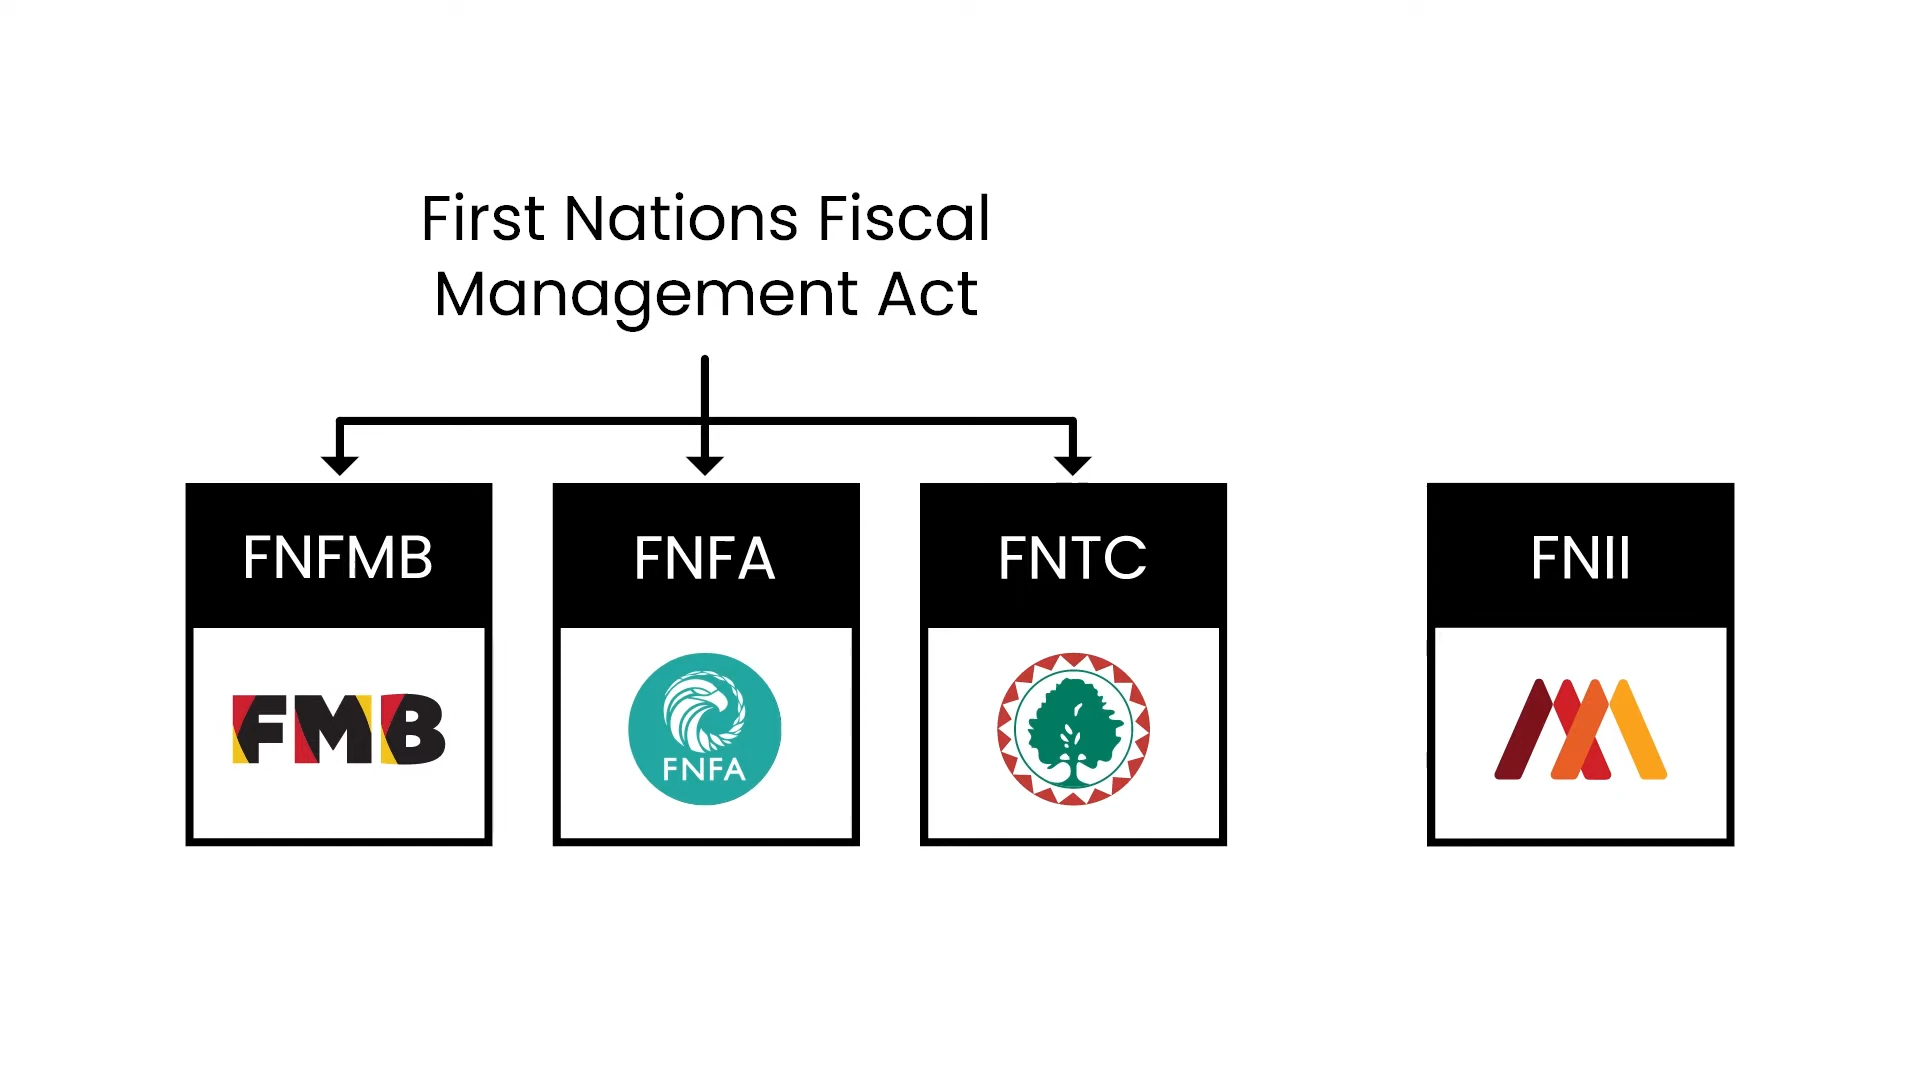 First Nations Fiscal
Management Act
FNFMB
FNFA
FNTC
FNII
FMB
FNFA